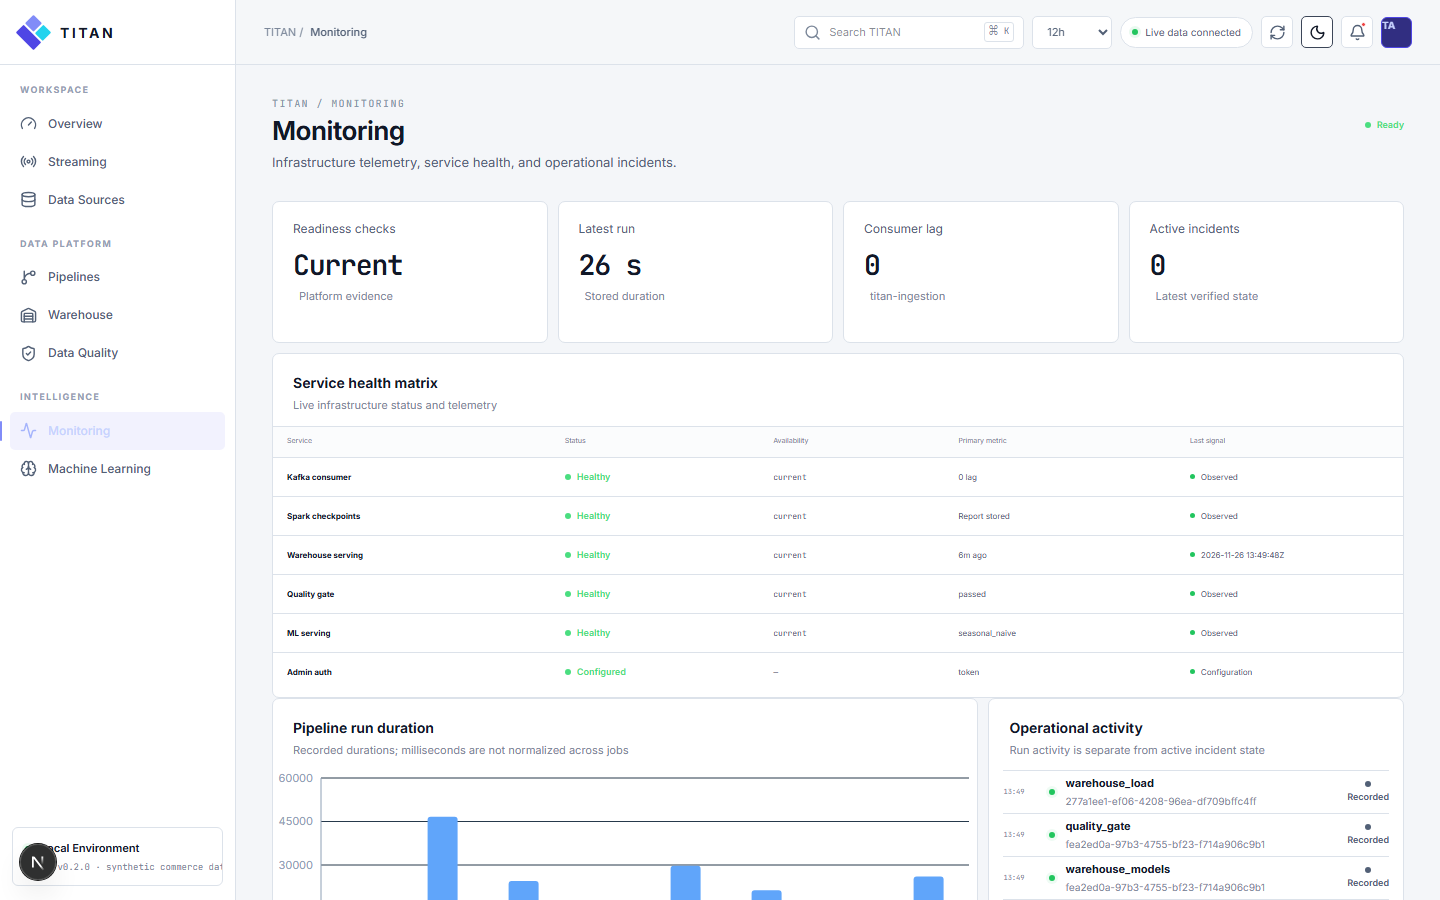 TITAN
TITAN / Monitoring
Search TITAN
⌘ K
12h
Live data connected
TA
WORKSPACE
Overview
Streaming
Data Sources
DATA PLATFORM
Pipelines
Warehouse
Data Quality
INTELLIGENCE
Monitoring
Machine Learning
ocal Environment
v0.2.0 · synthetic commerce dat
N
TITAN / MONITORING
Monitoring
Infrastructure telemetry, service health, and operational incidents.
Ready
Readiness checks
Current
Platform evidence
Latest run
26 s
Stored duration
Consumer lag
0
titan-ingestion
Active incidents
0
Latest verified state
Service health matrix
Live infrastructure status and telemetry
Service Status Availability Primary metric Last signal
Kafka consumer Healthy current 0 lag Observed
Spark checkpoints Healthy current Report stored Observed
Warehouse serving Healthy current 6m ago 2026-11-26 13:49:48Z
Quality gate Healthy current passed Observed
ML serving Healthy current seasonal_naive Observed
Admin auth Configured — token Configuration
Pipeline run duration
Recorded durations; milliseconds are not normalized across jobs
60000
45000
30000
Operational activity
Run activity is separate from active incident state
13:49 warehouse_load
277a1ee1-ef06-4208-96ea-df709bffc4ff
Recorded
13:49 quality_gate
fea2ed0a-97b3-4755-bf23-f714a906c9b1
Recorded
13:49 warehouse_models
fea2ed0a-97b3-4755-bf23-f714a906c9b1
Recorded